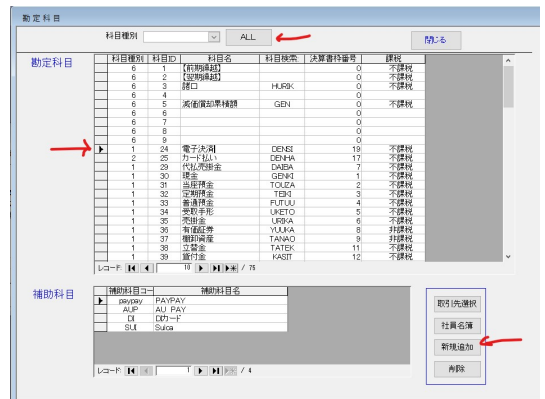 勘定科目
科目種別 ALL 閉じる
勘定科目
科目種別 科目ID 科目名 科目検索 決算書枠番号 課税
6 1 【前期繰越】 0 不課税
6 2 【翌期繰越】 0 不課税
6 3 諸口 HURIK 0 不課税
6 4 0
6 5 減価償却累積額 GEN 0 不課税
6 6 0
6 7 0
6 8 0
6 9 0
1 24 電子決済 DENSI 19 不課税
2 25 カード払い DENHA 17 不課税
1 29 代払売掛金 DAIBA 7 不課税
1 30 現金 GENKI 1 不課税
1 31 当座預金 TOUZA 2 不課税
1 32 定期預金 TEIKI 3 不課税
1 33 普通預金 FUTUU 4 不課税
1 34 受取手形 UKETO 5 不課税
1 35 売掛金 URIKA 6 不課税
1 36 有価証券 YUUKA 8 非課税
1 37 棚卸資産 TANAO 9 非課税
1 38 立替金 TATEK 11 不課税
1 39 貸付金 KASIT 12 不課税
レコード: 10 / 75
補助科目
補助科目コー 補助科目名
paypay PAYPAY
AUP AU PAY
DI DIカード
SUI Suica
レコード: 1 / 4
取引先選択
社員名簿
新規追加
削除